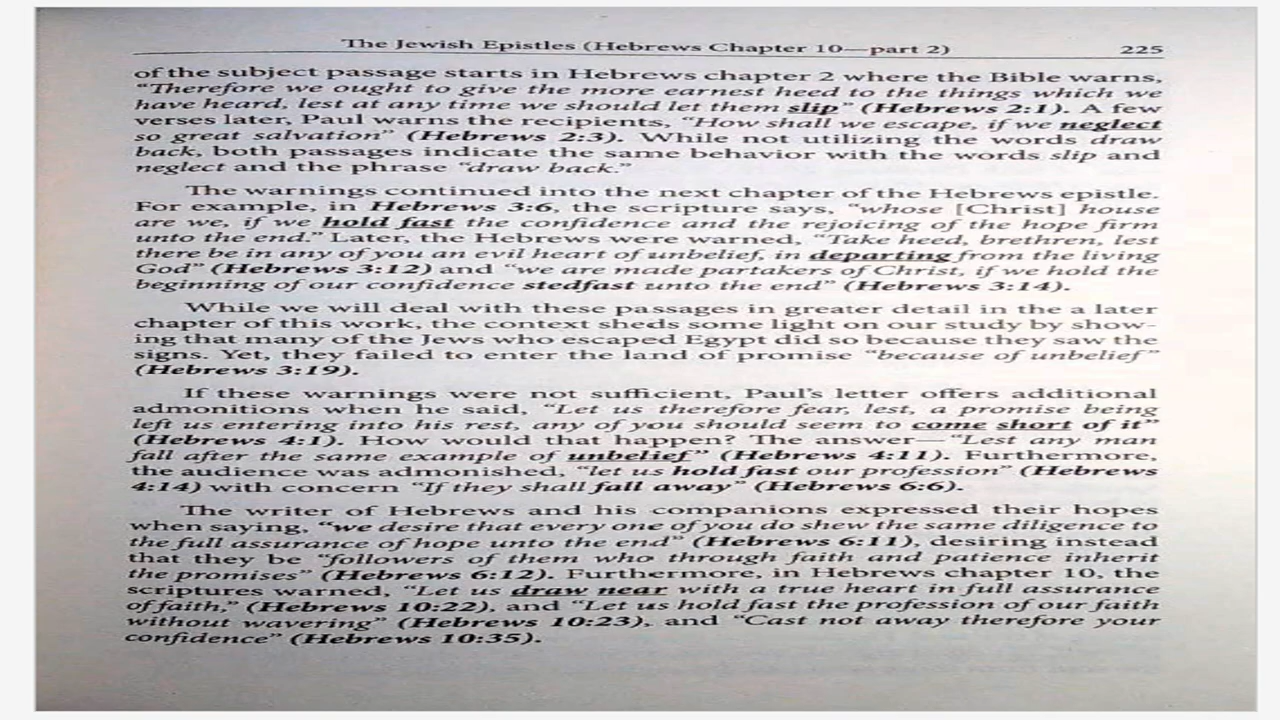 The Jewish Epistles (Hebrews Chapter 10—part 2) 225
of the subject passage starts in Hebrews chapter 2 where the Bible warns,
“Therefore we ought to give the more earnest heed to the things which we
have heard, lest at any time we should let them slip” (Hebrews 2:1). A few
verses later, Paul warns the recipients, “How shall we escape, if we neglect
so great salvation” (Hebrews 2:3). While not utilizing the words draw
back, both passages indicate the same behavior with the words slip and
neglect and the phrase “draw back.”
The warnings continued into the next chapter of the Hebrews epistle.
For example, in Hebrews 3:6, the scripture says, “whose [Christ] house
are we, if we hold fast the confidence and the rejoicing of the hope firm
unto the end.” Later, the Hebrews were warned, “Take heed, brethren, lest
there be in any of you an evil heart of unbelief, in departing from the living
God” (Hebrews 3:12) and “we are made partakers of Christ, if we hold the
beginning of our confidence stedfast unto the end” (Hebrews 3:14).
While we will deal with these passages in greater detail in the a later
chapter of this work, the context sheds some light on our study by show-
ing that many of the Jews who escaped Egypt did so because they saw the
signs. Yet, they failed to enter the land of promise “because of unbelief”
(Hebrews 3:19).
If these warnings were not sufficient, Paul’s letter offers additional
admonitions when he said, “Let us therefore fear, lest, a promise being
left us entering into his rest, any of you should seem to come short of it”
(Hebrews 4:1). How would that happen? The answer—“Lest any man
fall after the same example of unbelief” (Hebrews 4:11). Furthermore,
the audience was admonished, “let us hold fast our profession” (Hebrews
4:14) with concern “If they shall fall away” (Hebrews 6:6).
The writer of Hebrews and his companions expressed their hopes
when saying, “we desire that every one of you do shew the same diligence to
the full assurance of hope unto the end” (Hebrews 6:11), desiring instead
that they be “followers of them who through faith and patience inherit
the promises” (Hebrews 6:12). Furthermore, in Hebrews chapter 10, the
scriptures warned, “Let us draw near with a true heart in full assurance
of faith,” (Hebrews 10:22), and “Let us hold fast the profession of our faith
without wavering” (Hebrews 10:23), and “Cast not away therefore your
confidence” (Hebrews 10:35).